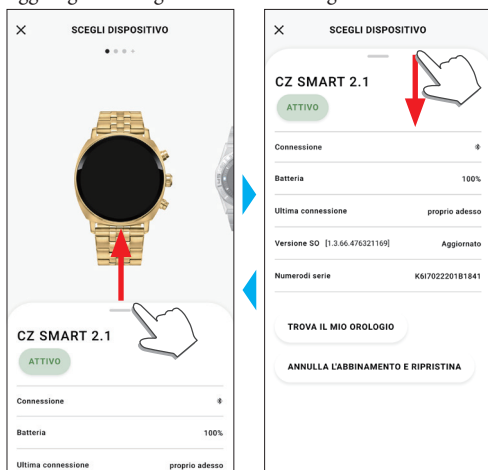 SCEGLI DISPOSITIVO
CZ SMART 2.1
ATTIVO
Connessione
Batteria 100%
Ultima connessione proprio adesso
SCEGLI DISPOSITIVO
CZ SMART 2.1
ATTIVO
Connessione
Batteria 100%
Ultima connessione proprio adesso
Versione SO [1.3.66.476321169] Aggiornato
Numerodi serie K6I7022201B1841
TROVA IL MIO OROLOGIO
ANNULLA L'ABBINAMENTO E RIPRISTINA